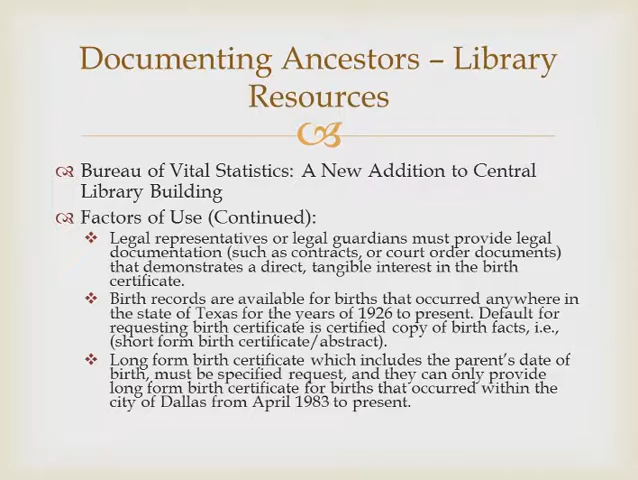 Documenting Ancestors – Library
Resources
Bureau of Vital Statistics: A New Addition to Central
Library Building
Factors of Use (Continued):
Legal representatives or legal guardians must provide legal
documentation (such as contracts, or court order documents)
that demonstrates a direct, tangible interest in the birth
certificate.
Birth records are available for births that occurred anywhere in
the state of Texas for the years of 1926 to present. Default for
requesting birth certificate is certified copy of birth facts, i.e.,
(short form birth certificate/abstract).
Long form birth certificate which includes the parent's date of
birth, must be specified request, and they can only provide
long form birth certificate for births that occurred within the
city of Dallas from April 1983 to present.